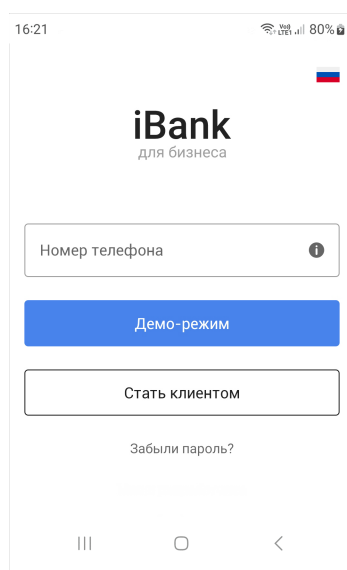 16:21
80%
iBank
для бизнеса
Номер телефона
Демо-режим
Стать клиентом
Забыли пароль?